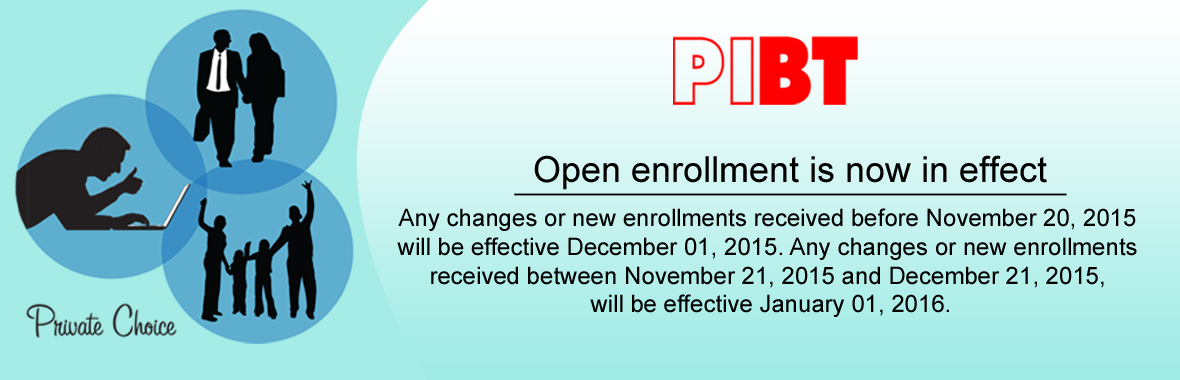 PIBT
Open enrollment is now in effect
Any changes or new enrollments received before November 20, 2015
will be effective December 01, 2015. Any changes or new enrollments
received between November 21, 2015 and December 21, 2015,
will be effective January 01, 2016.
Private Choice